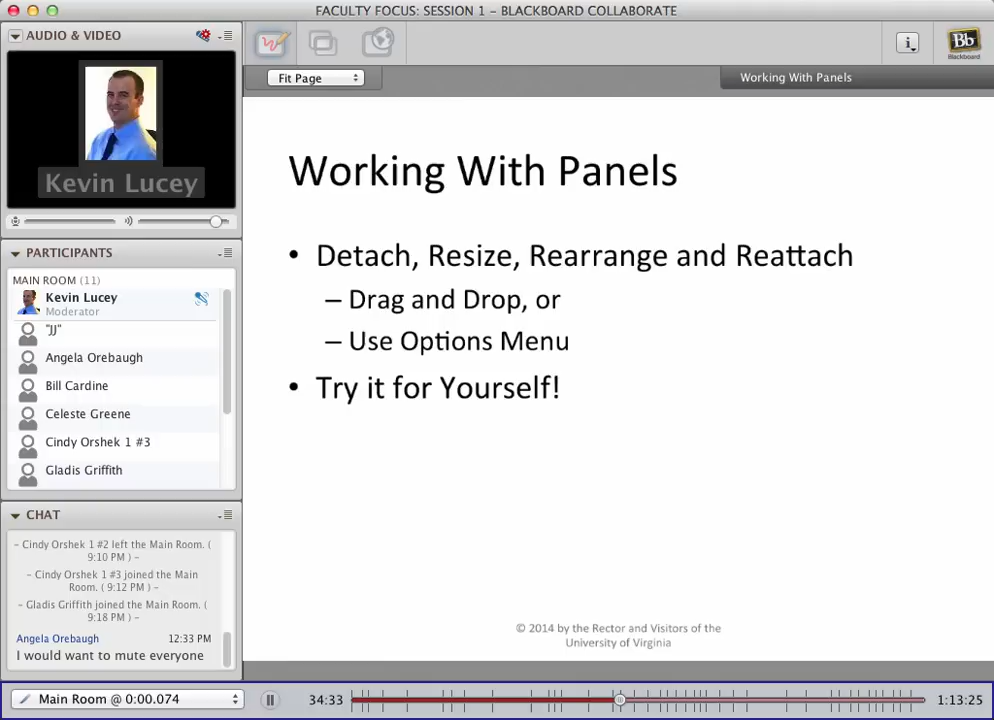 FACULTY FOCUS: SESSION 1 – BLACKBOARD COLLABORATE
AUDIO & VIDEO
Kevin Lucey
PARTICIPANTS
MAIN ROOM (11)
Kevin Lucey
Moderator
"JJ"
Angela Orebaugh
Bill Cardine
Celeste Greene
Cindy Orshek 1 #3
Gladis Griffith
CHAT
– Cindy Orshek 1 #2 left the Main Room. (
9:10 PM ) –
– Cindy Orshek 1 #3 joined the Main
Room. ( 9:12 PM ) –
– Gladis Griffith joined the Main Room. (
9:18 PM ) –
Angela Orebaugh 12:33 PM
I would want to mute everyone
Fit Page
Working With Panels
i
Bb
Blackboard
Working With Panels
• Detach, Resize, Rearrange and Reattach
– Drag and Drop, or
– Use Options Menu
• Try it for Yourself!
© 2014 by the Rector and Visitors of the
University of Virginia
Main Room @ 0:00.074
34:33
1:13:25